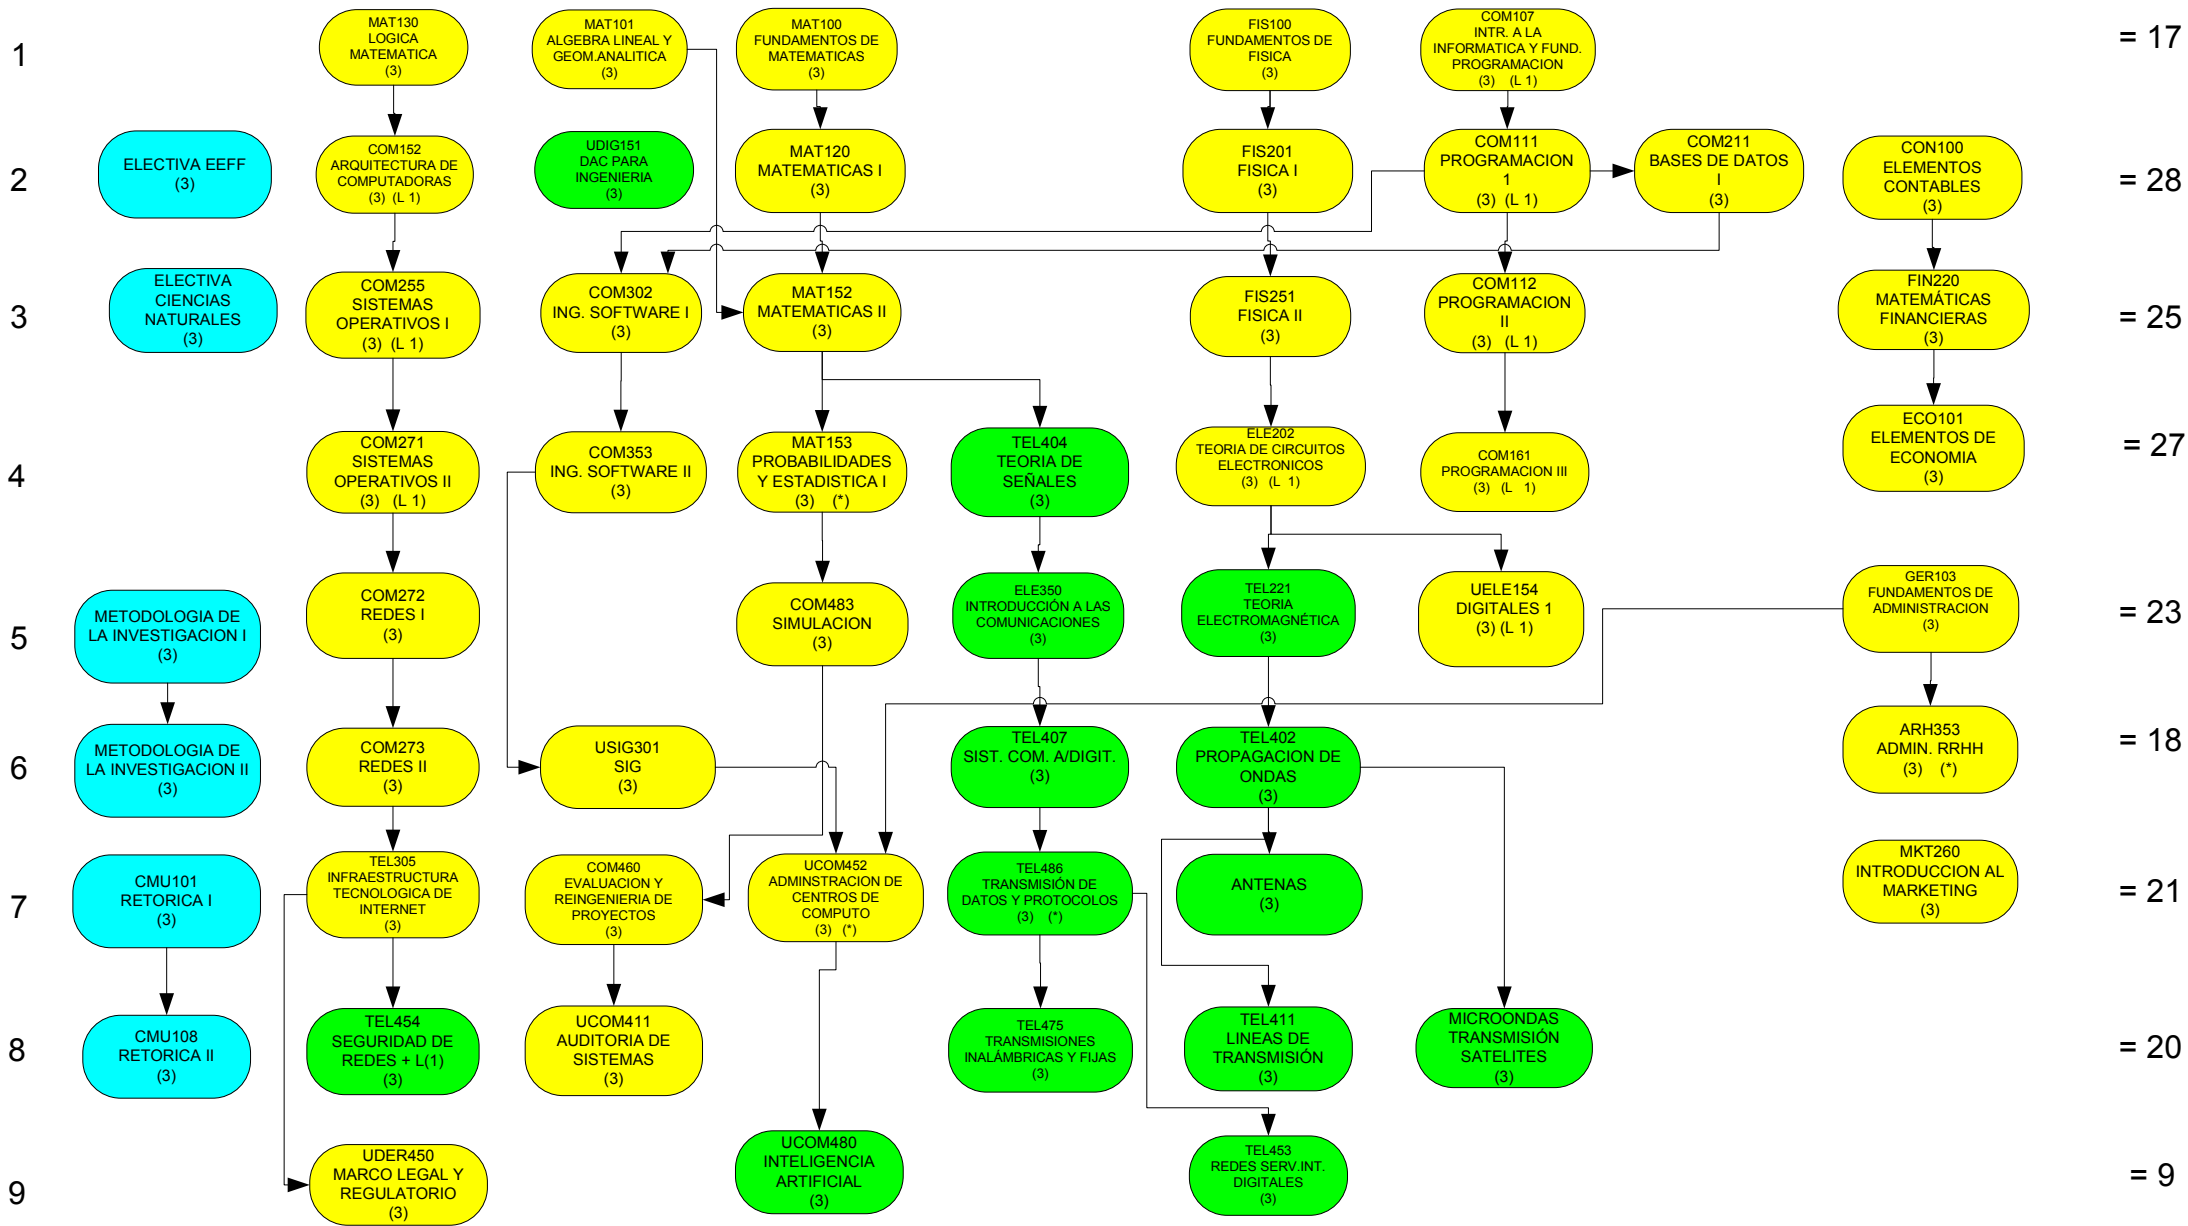 1
MAT130
LOGICA
MATEMATICA
(3)
MAT101
ALGEBRA LINEAL Y
GEOM.ANALITICA
(3)
MAT100
FUNDAMENTOS DE
MATEMATICAS
(3)
FIS100
FUNDAMENTOS DE
FISICA
(3)
COM107
INTR. A LA
INFORMATICA Y FUND.
PROGRAMACION
(3) (L 1)
= 17
2
ELECTIVA EEFF
(3)
COM152
ARQUITECTURA DE
COMPUTADORAS
(3) (L 1)
UDIG151
DAC PARA
INGENIERIA
(3)
MAT120
MATEMATICAS I
(3)
FIS201
FISICA I
(3)
COM111
PROGRAMACION
1
(3) (L 1)
COM211
BASES DE DATOS
I
(3)
CON100
ELEMENTOS
CONTABLES
(3)
= 28
3
ELECTIVA
CIENCIAS
NATURALES
(3)
COM255
SISTEMAS
OPERATIVOS I
(3) (L 1)
COM302
ING. SOFTWARE I
(3)
MAT152
MATEMATICAS II
(3)
FIS251
FISICA II
(3)
COM112
PROGRAMACION
II
(3) (L 1)
FIN220
MATEMÁTICAS
FINANCIERAS
(3)
= 25
4
COM271
SISTEMAS
OPERATIVOS II
(3) (L 1)
COM353
ING. SOFTWARE II
(3)
MAT153
PROBABILIDADES
Y ESTADISTICA I
(3) (*)
TEL404
TEORIA DE
SEÑALES
(3)
ELE202
TEORIA DE CIRCUITOS
ELECTRONICOS
(3) (L 1)
COM161
PROGRAMACION III
(3) (L 1)
ECO101
ELEMENTOS DE
ECONOMIA
(3)
= 27
5
METODOLOGIA DE
LA INVESTIGACION I
(3)
COM272
REDES I
(3)
COM483
SIMULACION
(3)
ELE350
INTRODUCCIÓN A LAS
COMUNICACIONES
(3)
TEL221
TEORIA
ELECTROMAGNÉTICA
(3)
UELE154
DIGITALES 1
(3) (L 1)
GER103
FUNDAMENTOS DE
ADMINISTRACION
(3)
= 23
6
METODOLOGIA DE
LA INVESTIGACION II
(3)
COM273
REDES II
(3)
USIG301
SIG
(3)
TEL407
SIST. COM. A/DIGIT.
(3)
TEL402
PROPAGACION DE
ONDAS
(3)
ARH353
ADMIN. RRHH
(3) (*)
= 18
7
CMU101
RETORICA I
(3)
TEL305
INFRAESTRUCTURA
TECNOLOGICA DE
INTERNET
(3)
COM460
EVALUACION Y
REINGENIERIA DE
PROYECTOS
(3)
UCOM452
ADMINSTRACION DE
CENTROS DE
COMPUTO
(3) (*)
TEL486
TRANSMISIÓN DE
DATOS Y PROTOCOLOS
(3) (*)
ANTENAS
(3)
MKT260
INTRODUCCION AL
MARKETING
(3)
= 21
8
CMU108
RETORICA II
(3)
TEL454
SEGURIDAD DE
REDES + L(1)
(3)
UCOM411
AUDITORIA DE
SISTEMAS
(3)
TEL475
TRANSMISIONES
INALÁMBRICAS Y FIJAS
(3)
TEL411
LINEAS DE
TRANSMISIÓN
(3)
MICROONDAS
TRANSMISIÓN
SATELITES
(3)
= 20
9
UDER450
MARCO LEGAL Y
REGULATORIO
(3)
UCOM480
INTELIGENCIA
ARTIFICIAL
(3)
TEL453
REDES SERV.INT.
DIGITALES
(3)
= 9